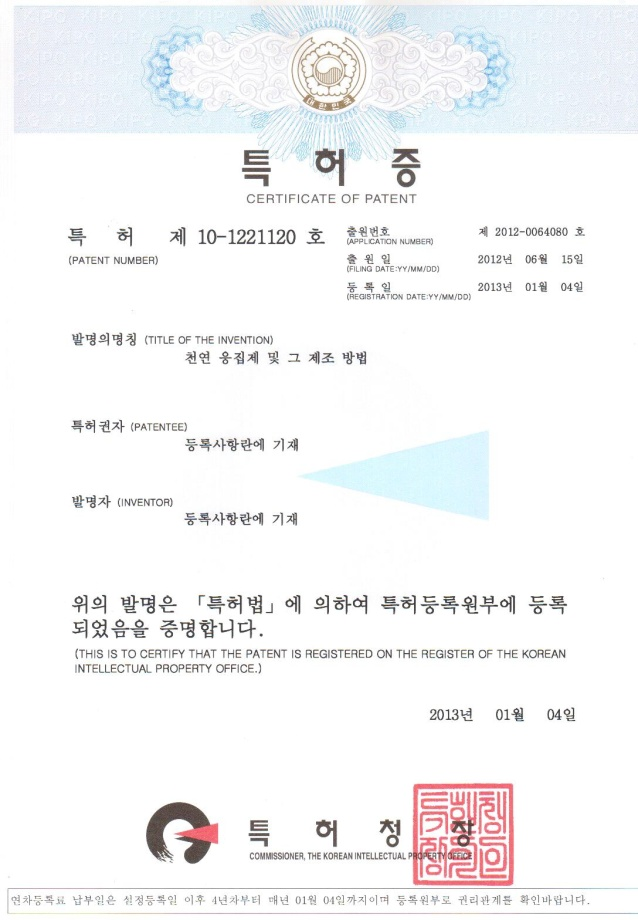 특 허 증
CERTIFICATE OF PATENT
특 허 제 10-1221120 호
(PATENT NUMBER)
출원번호 제 2012-0064080 호
(APPLICATION NUMBER)
출 원 일 2012년 06월 15일
(FILING DATE:YY/MM/DD)
등 록 일 2013년 01월 04일
(REGISTRATION DATE:YY/MM/DD)
발명의명칭 (TITLE OF THE INVENTION)
천연 응집제 및 그 제조 방법
특허권자 (PATENTEE)
등록사항란에 기재
발명자 (INVENTOR)
등록사항란에 기재
위의 발명은 「특허법」에 의하여 특허등록원부에 등록
되었음을 증명합니다.
(THIS IS TO CERTIFY THAT THE PATENT IS REGISTERED ON THE REGISTER OF THE KOREAN
INTELLECTUAL PROPERTY OFFICE.)
2013년 01월 04일
특 허 청 장
COMMISSIONER, THE KOREAN INTELLECTUAL PROPERTY OFFICE
연차등록료 납부일은 설정등록일 이후 4년차부터 매년 01월 04일까지이며 등록원부로 권리관계를 확인바랍니다.